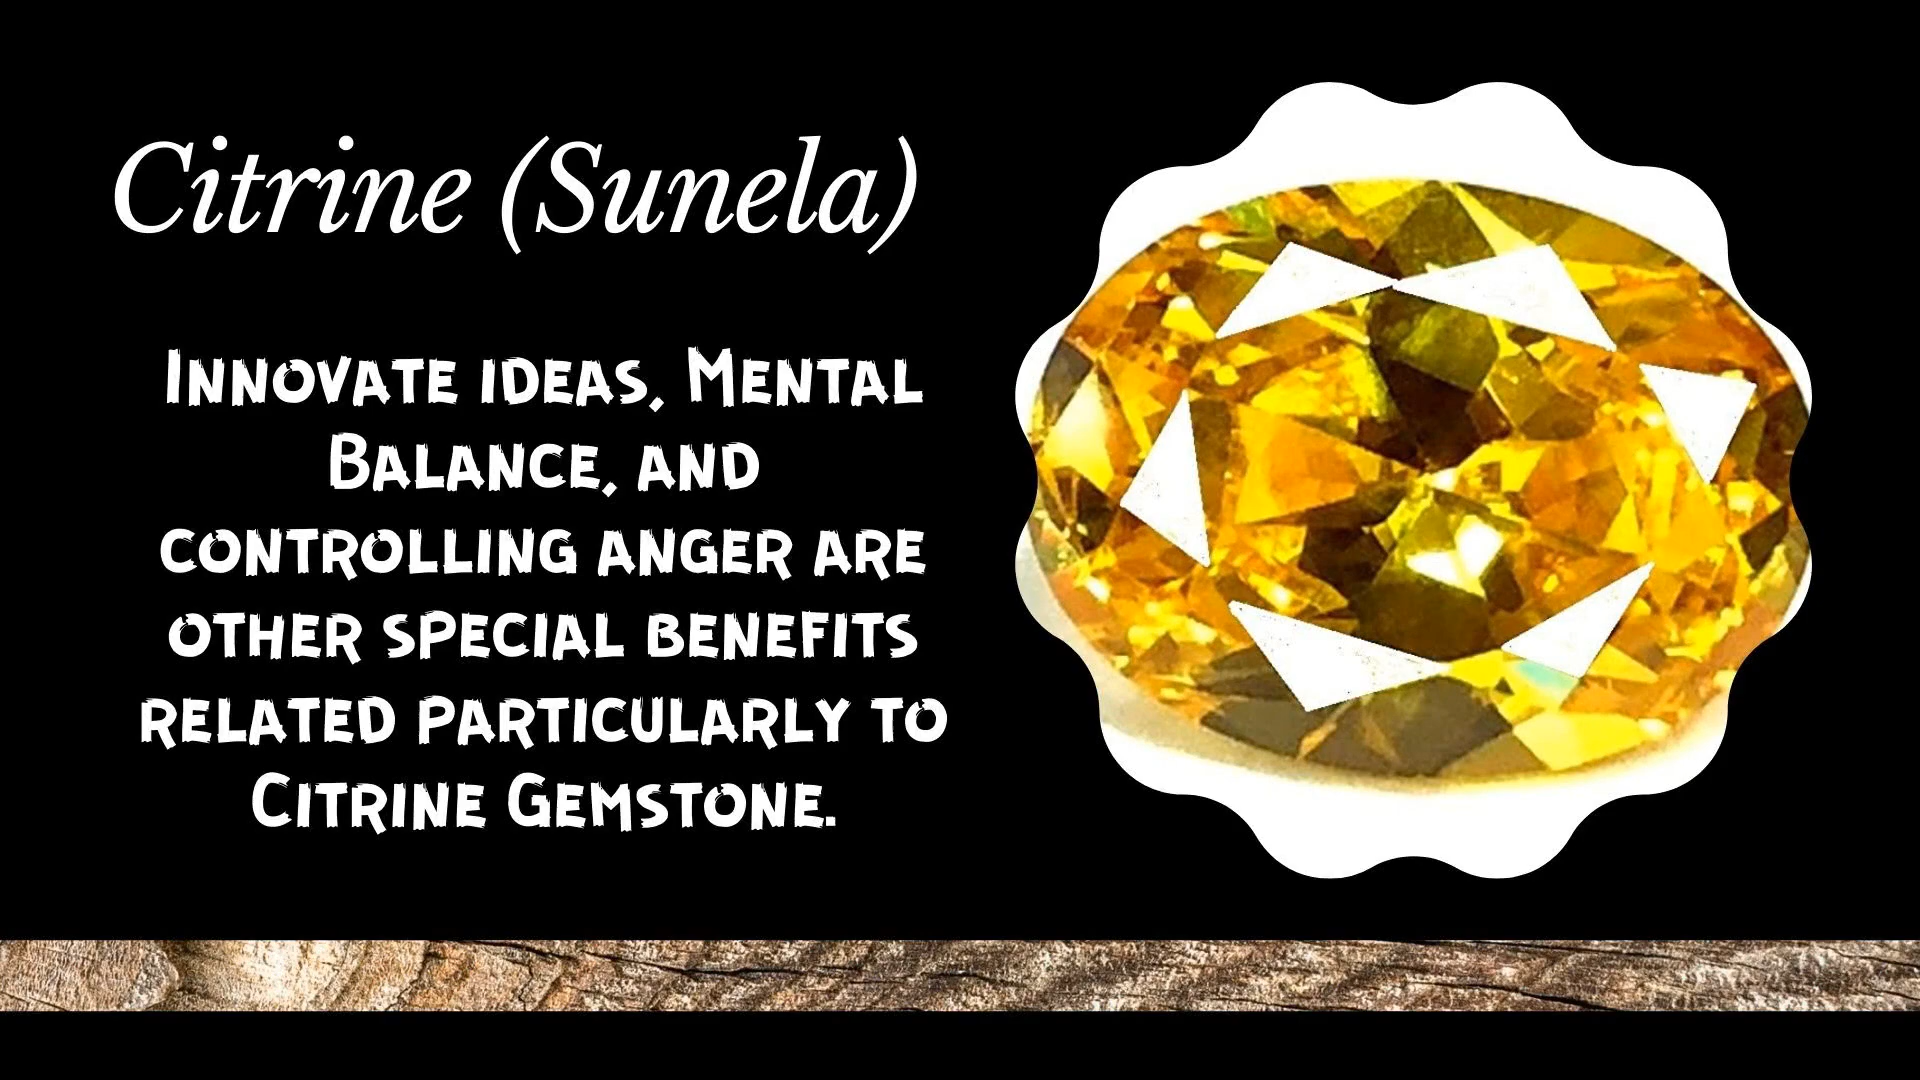 Citrine (Sunela)
Innovate ideas, Mental
Balance, and
controlling anger are
other special benefits
related particularly to
Citrine Gemstone.